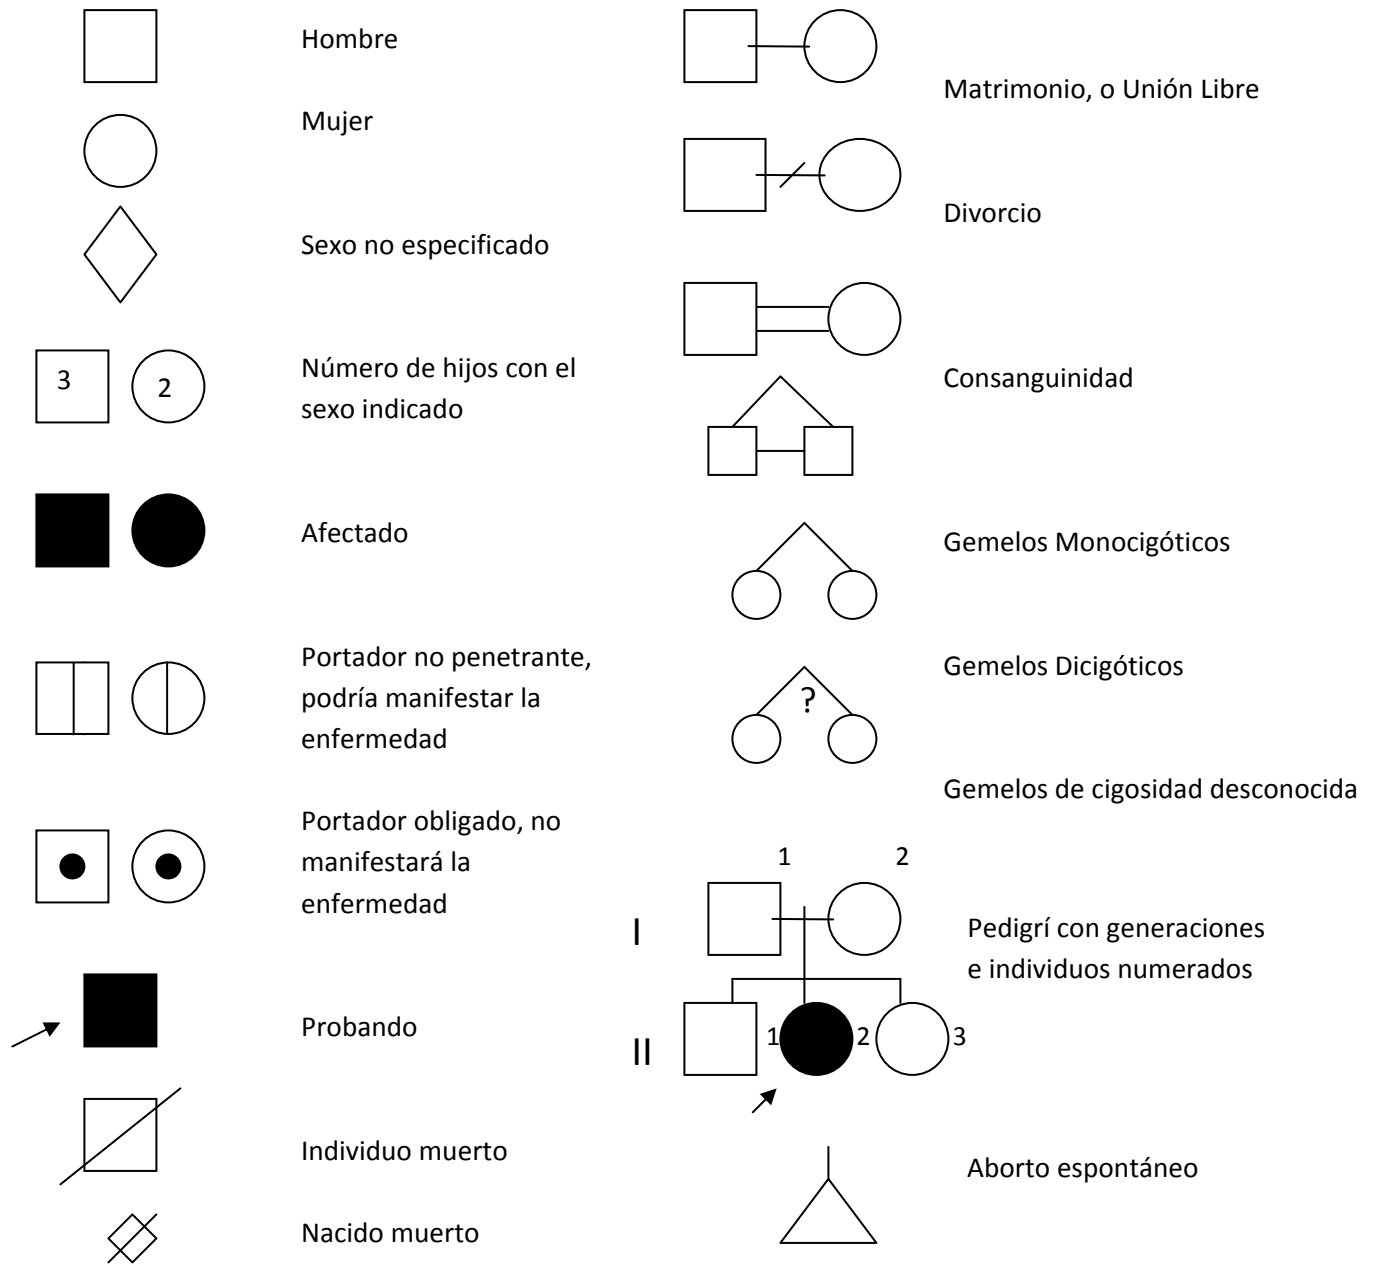 Hombre
Mujer
Sexo no especificado
3
2
Número de hijos con el
sexo indicado
Afectado
Portador no penetrante,
podría manifestar la
enfermedad
Portador obligado, no
manifestará la
enfermedad
Probando
Individuo muerto
Nacido muerto
Matrimonio, o Unión Libre
Divorcio
Consanguinidad
Gemelos Monocigóticos
Gemelos Dicigóticos
?
Gemelos de cigosidad desconocida
1 2
I
Pedigrí con generaciones
e individuos numerados
II 1 2 3
Aborto espontáneo